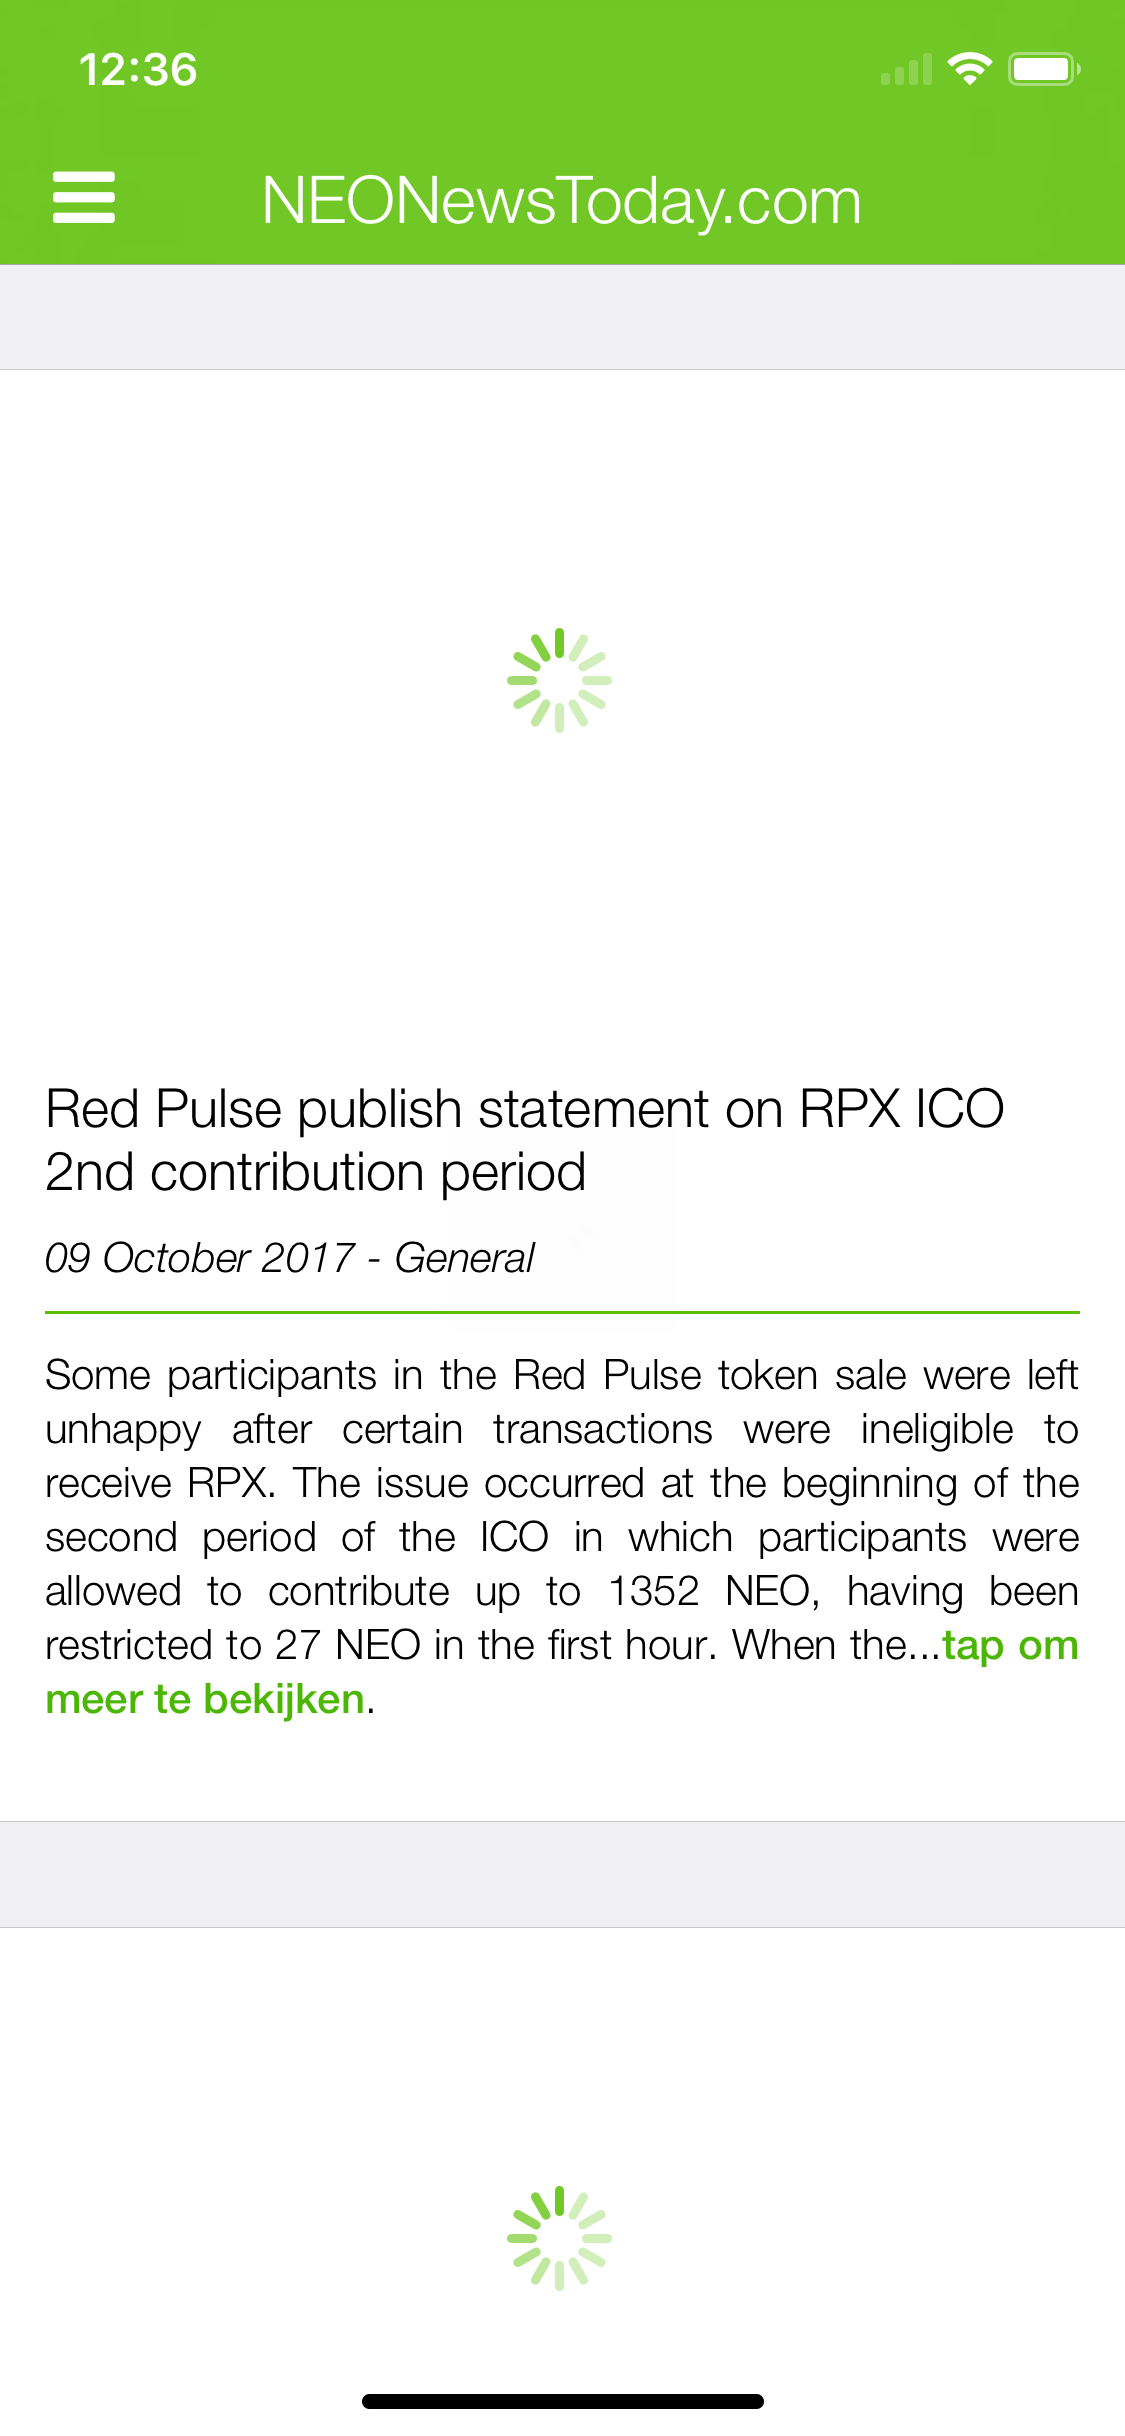 12:36
NEONewsToday.com
Red Pulse publish statement on RPX ICO
2nd contribution period
09 October 2017 - General
Some participants in the Red Pulse token sale were left
unhappy after certain transactions were ineligible to
receive RPX. The issue occurred at the beginning of the
second period of the ICO in which participants were
allowed to contribute up to 1352 NEO, having been
restricted to 27 NEO in the first hour. When the...tap om
meer te bekijken.